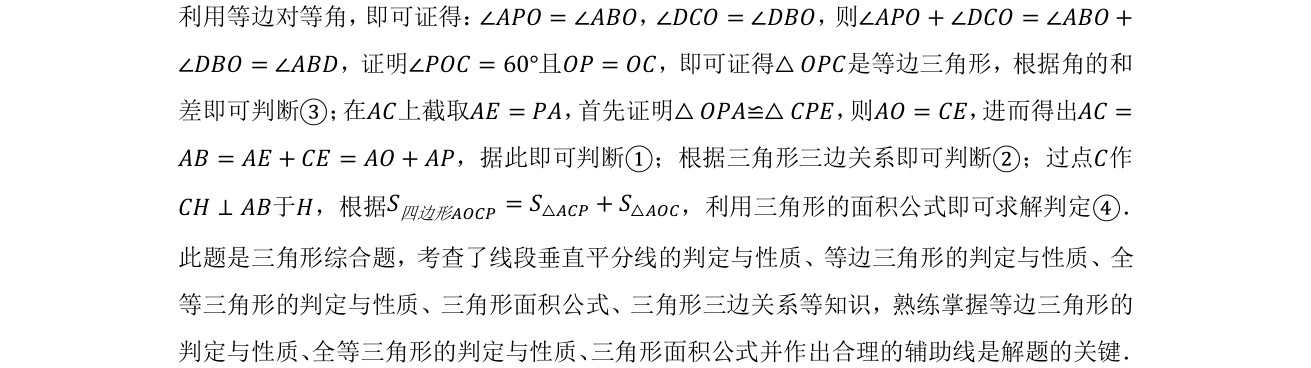 利用等边对等角，即可证得：∠APO = ∠ABO，∠DCO = ∠DBO，则∠APO + ∠DCO = ∠ABO +
∠DBO = ∠ABD，证明∠POC = 60°且OP = OC，即可证得△ OPC是等边三角形，根据角的和
差即可判断③；在AC上截取AE = PA，首先证明△ OPA≌△ CPE，则AO = CE，进而得出AC =
AB = AE + CE = AO + AP，据此即可判断①；根据三角形三边关系即可判断②；过点C作
CH ⊥ AB于H，根据S四边形AOCP = S△ACP + S△AOC，利用三角形的面积公式即可求解判定④．
此题是三角形综合题，考查了线段垂直平分线的判定与性质、等边三角形的判定与性质、全
等三角形的判定与性质、三角形面积公式、三角形三边关系等知识，熟练掌握等边三角形的
判定与性质、全等三角形的判定与性质、三角形面积公式并作出合理的辅助线是解题的关键．